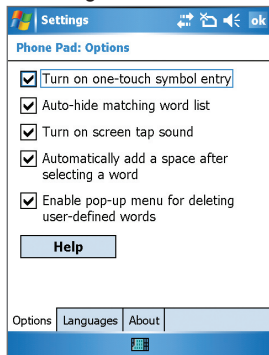 Settings ok
Phone Pad: Options
Turn on one-touch symbol entry
Auto-hide matching word list
Turn on screen tap sound
Automatically add a space after
selecting a word
Enable pop-up menu for deleting
user-defined words
Help
Options Languages About